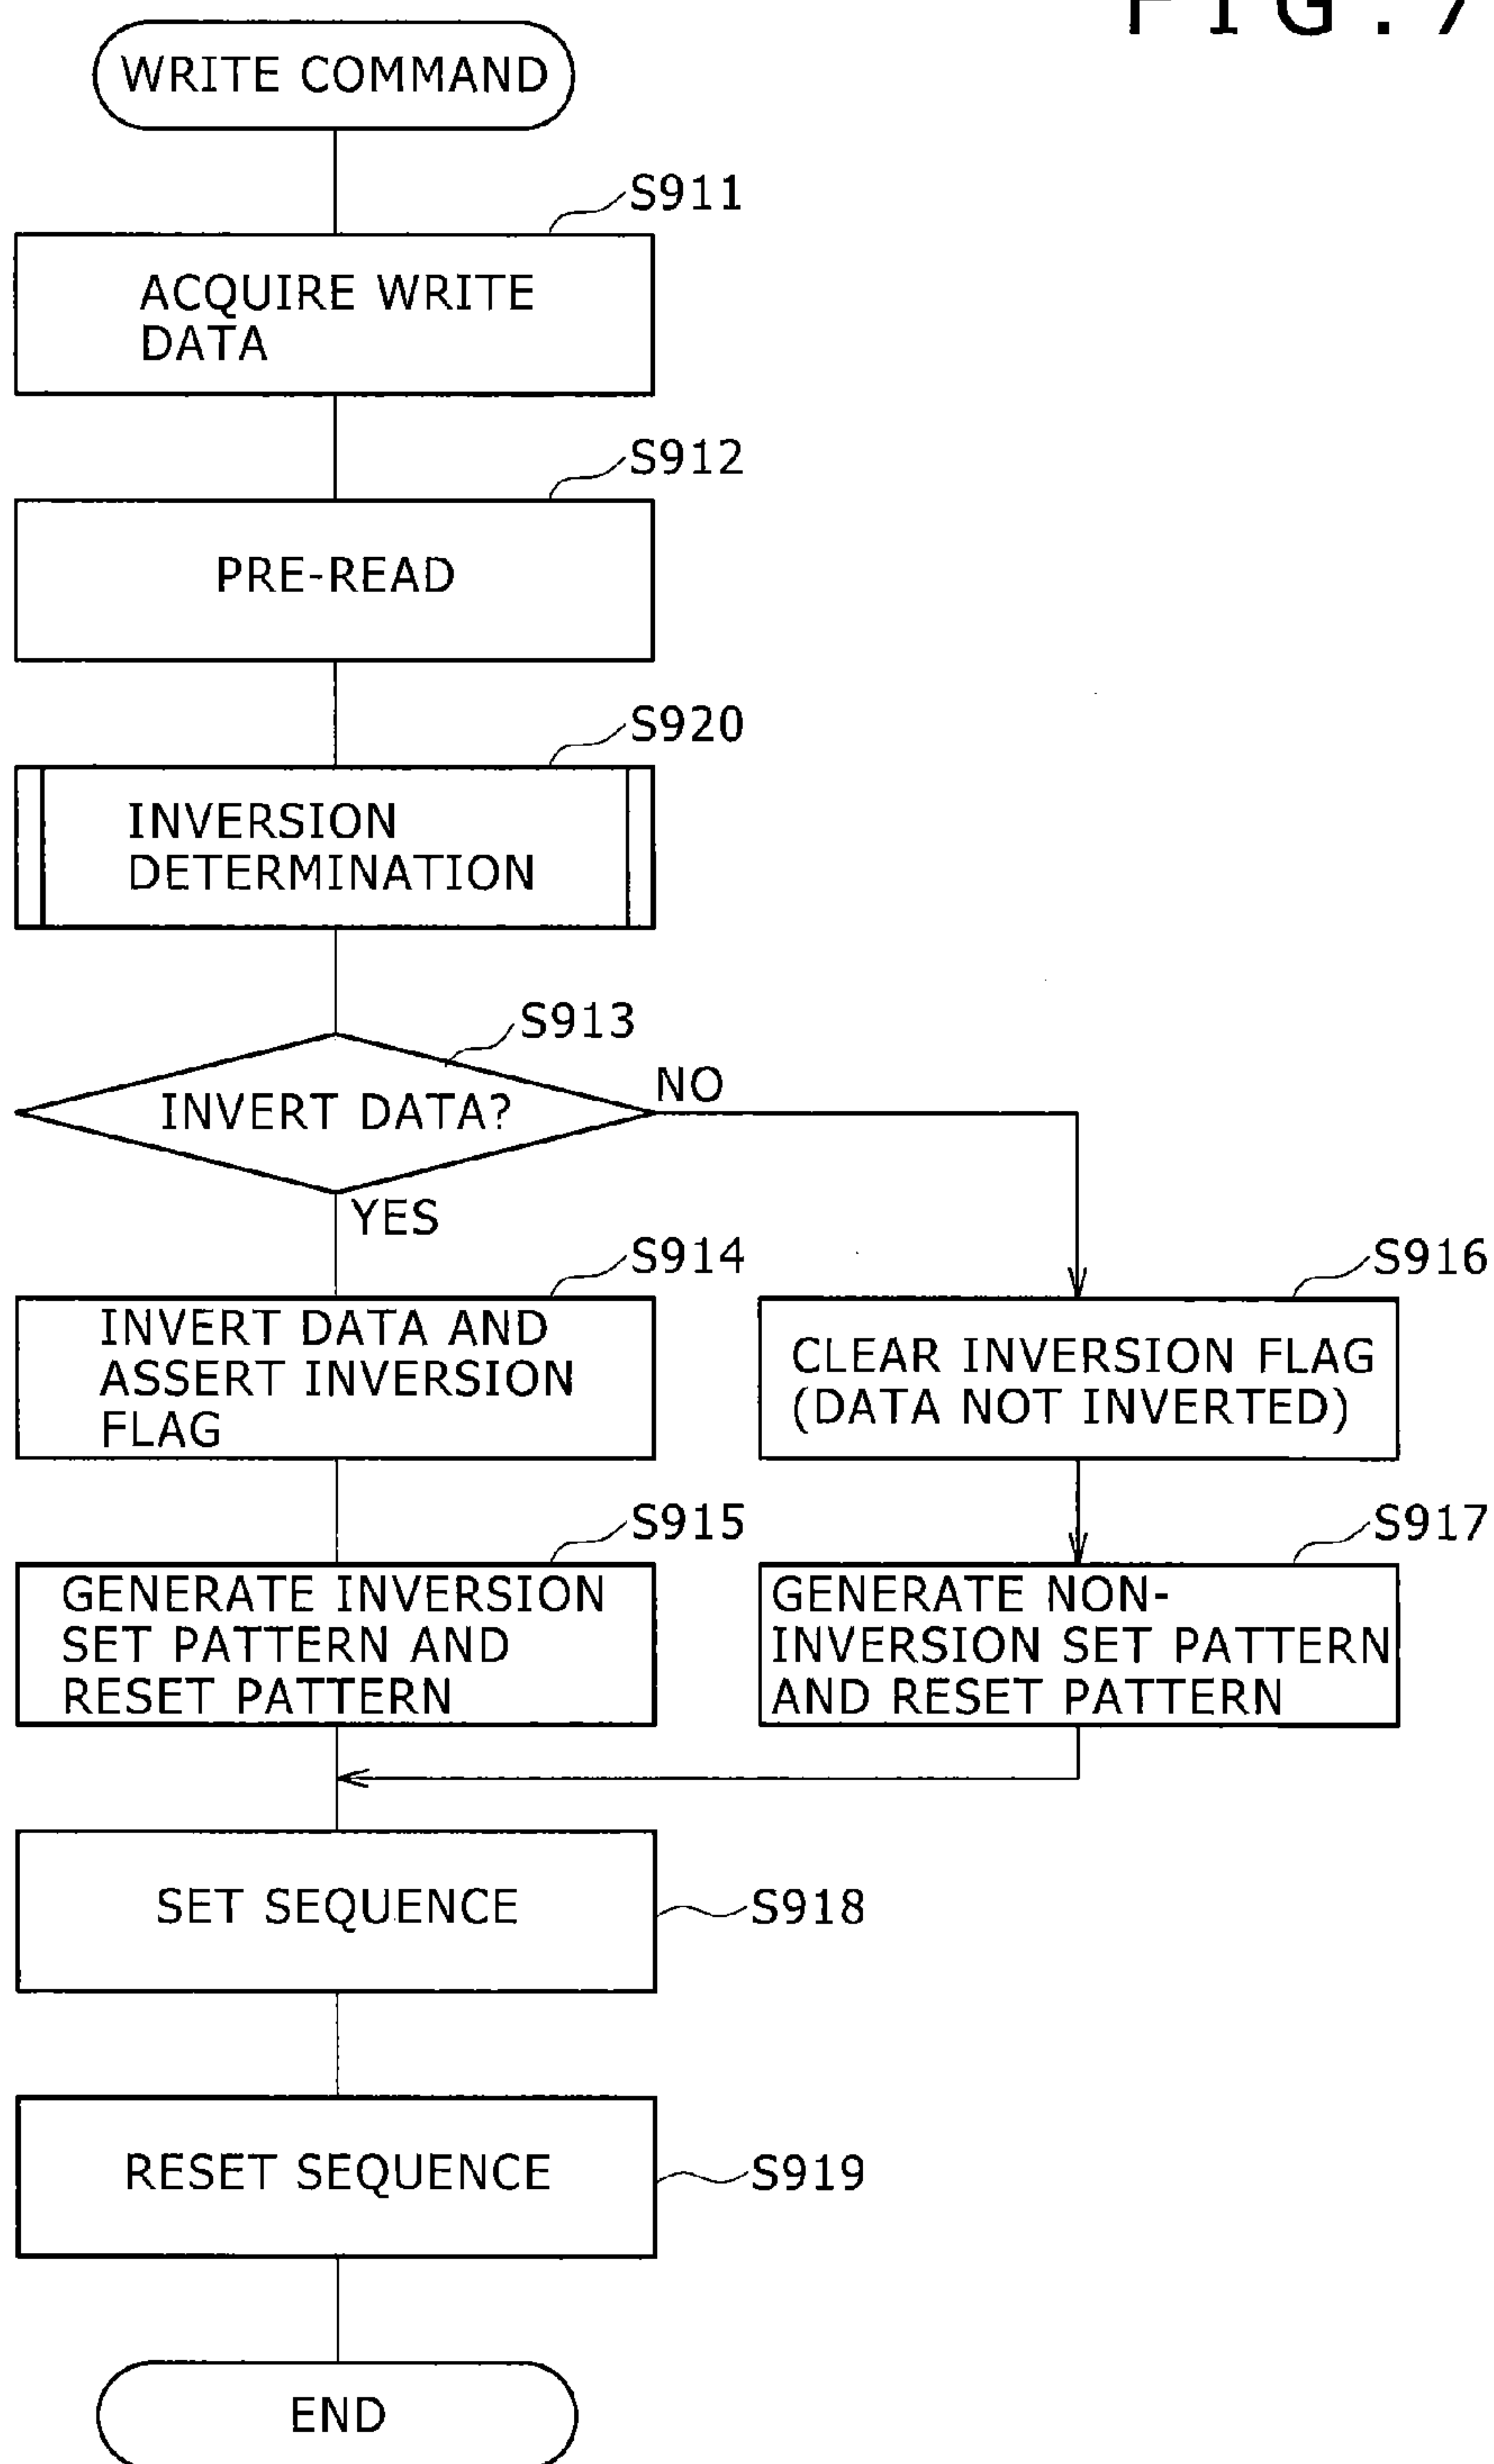 FIG.7
WRITE COMMAND
S911
ACQUIRE WRITE
DATA
S912
PRE-READ
S920
INVERSION
DETERMINATION
S913
INVERT DATA?
NO
YES
S914
INVERT DATA AND
ASSERT INVERSION
FLAG
S916
CLEAR INVERSION FLAG
(DATA NOT INVERTED)
S915
GENERATE INVERSION
SET PATTERN AND
RESET PATTERN
S917
GENERATE NON-
INVERSION SET PATTERN
AND RESET PATTERN
SET SEQUENCE
S918
RESET SEQUENCE
S919
END